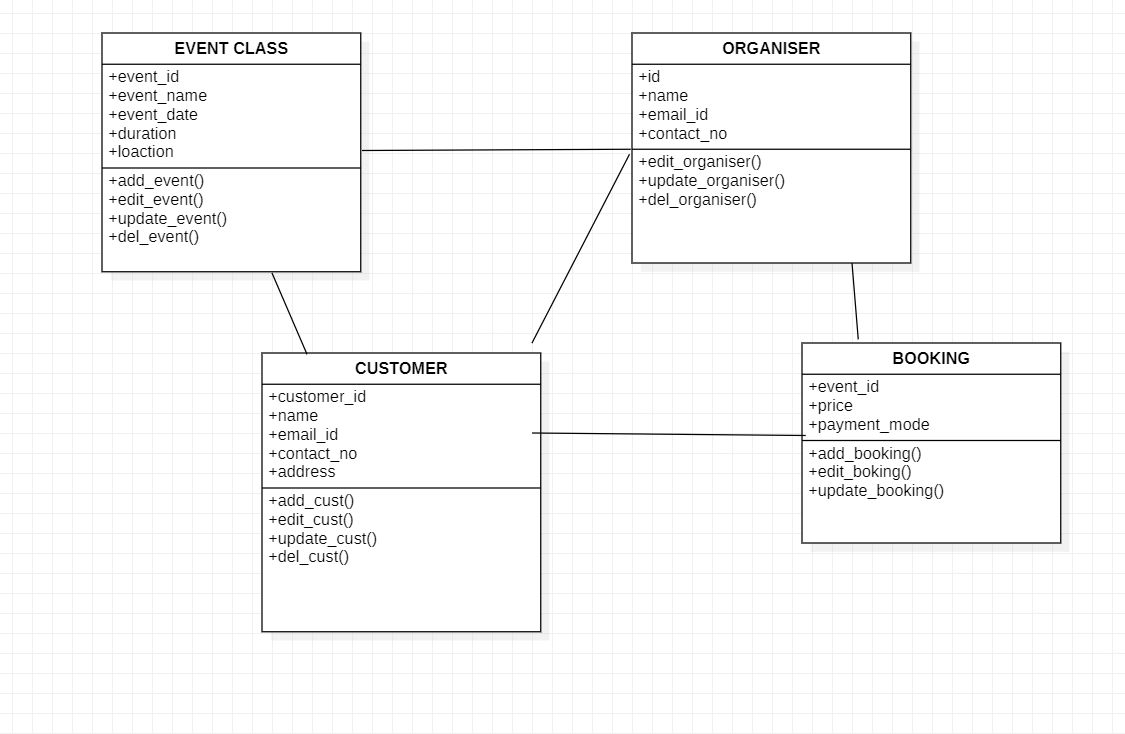 EVENT CLASS
+event_id
+event_name
+event_date
+duration
+loaction
+add_event()
+edit_event()
+update_event()
+del_event()
ORGANISER
+id
+name
+email_id
+contact_no
+edit_organiser()
+update_organiser()
+del_organiser()
CUSTOMER
+customer_id
+name
+email_id
+contact_no
+address
+add_cust()
+edit_cust()
+update_cust()
+del_cust()
BOOKING
+event_id
+price
+payment_mode
+add_booking()
+edit_boking()
+update_booking()